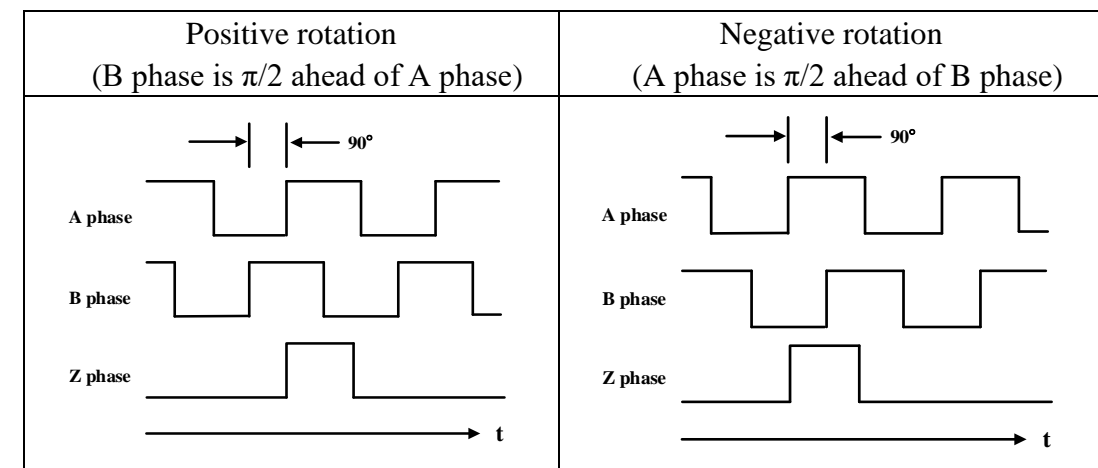 Positive rotation
(B phase is π/2 ahead of A phase)
Negative rotation
(A phase is π/2 ahead of B phase)
90°
A phase
B phase
Z phase
t
90°
A phase
B phase
Z phase
t